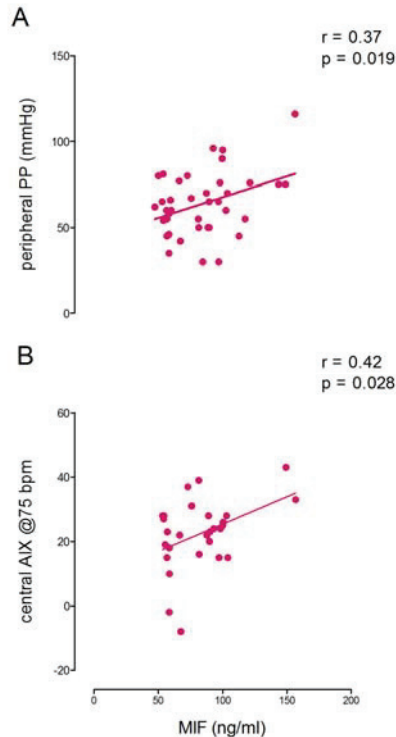 A
r = 0.37
p = 0.019
150
100
50
0
peripheral PP (mmHg)
B
r = 0.42
p = 0.028
60
40
20
0
-20
central AIX @75 bpm
0 50 100 150 200
MIF (ng/ml)